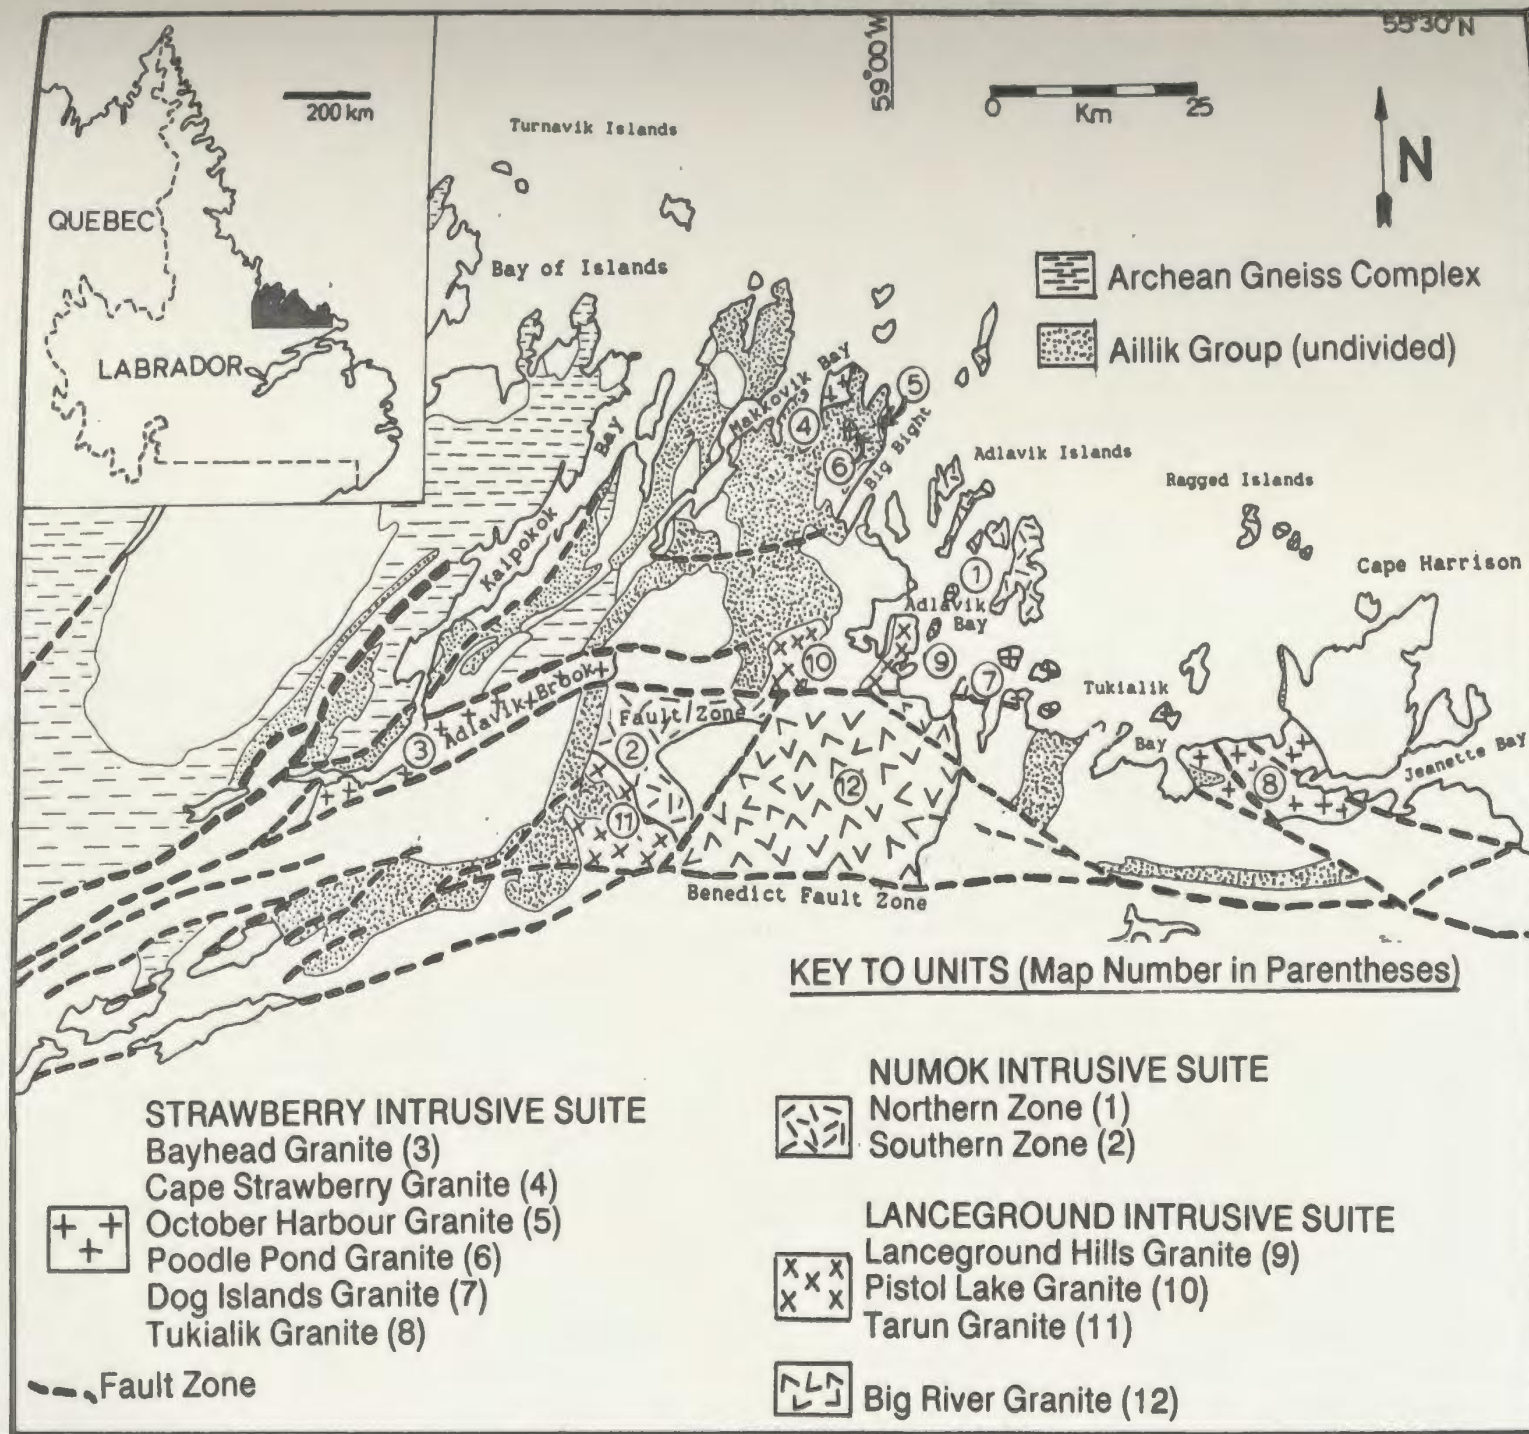 59°00'W
55°30'N
200 km
QUEBEC
LABRADOR
Turnavik Islands
0 25
Km
N
Bay of Islands
Archean Gneiss Complex
Aillik Group (undivided)
Makkovik Bay
5
4
6
Big Bight
Kaipokok Bay
Adlavik Islands
Ragged Islands
Cape Harrison
1
Adlavik
Bay
10
9
7
Tukialik
Bay
Jeanette Bay
3
Adlavik Brook
Fault Zone
2
12
8
11
Benedict Fault Zone
KEY TO UNITS (Map Number in Parentheses)
STRAWBERRY INTRUSIVE SUITE
Bayhead Granite (3)
Cape Strawberry Granite (4)
October Harbour Granite (5)
Poodle Pond Granite (6)
Dog Islands Granite (7)
Tukialik Granite (8)
Fault Zone
NUMOK INTRUSIVE SUITE
Northern Zone (1)
Southern Zone (2)
LANCEGROUND INTRUSIVE SUITE
Lanceground Hills Granite (9)
Pistol Lake Granite (10)
Tarun Granite (11)
Big River Granite (12)